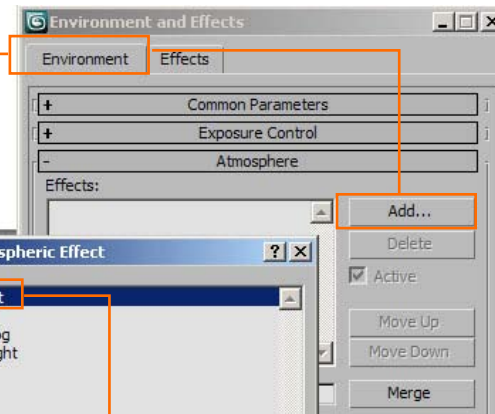 Environment and Effects
Environment Effects
+ Common Parameters
+ Exposure Control
- Atmosphere
Effects:
Add...
Delete
Active
Move Up
Move Down
Merge
Effect